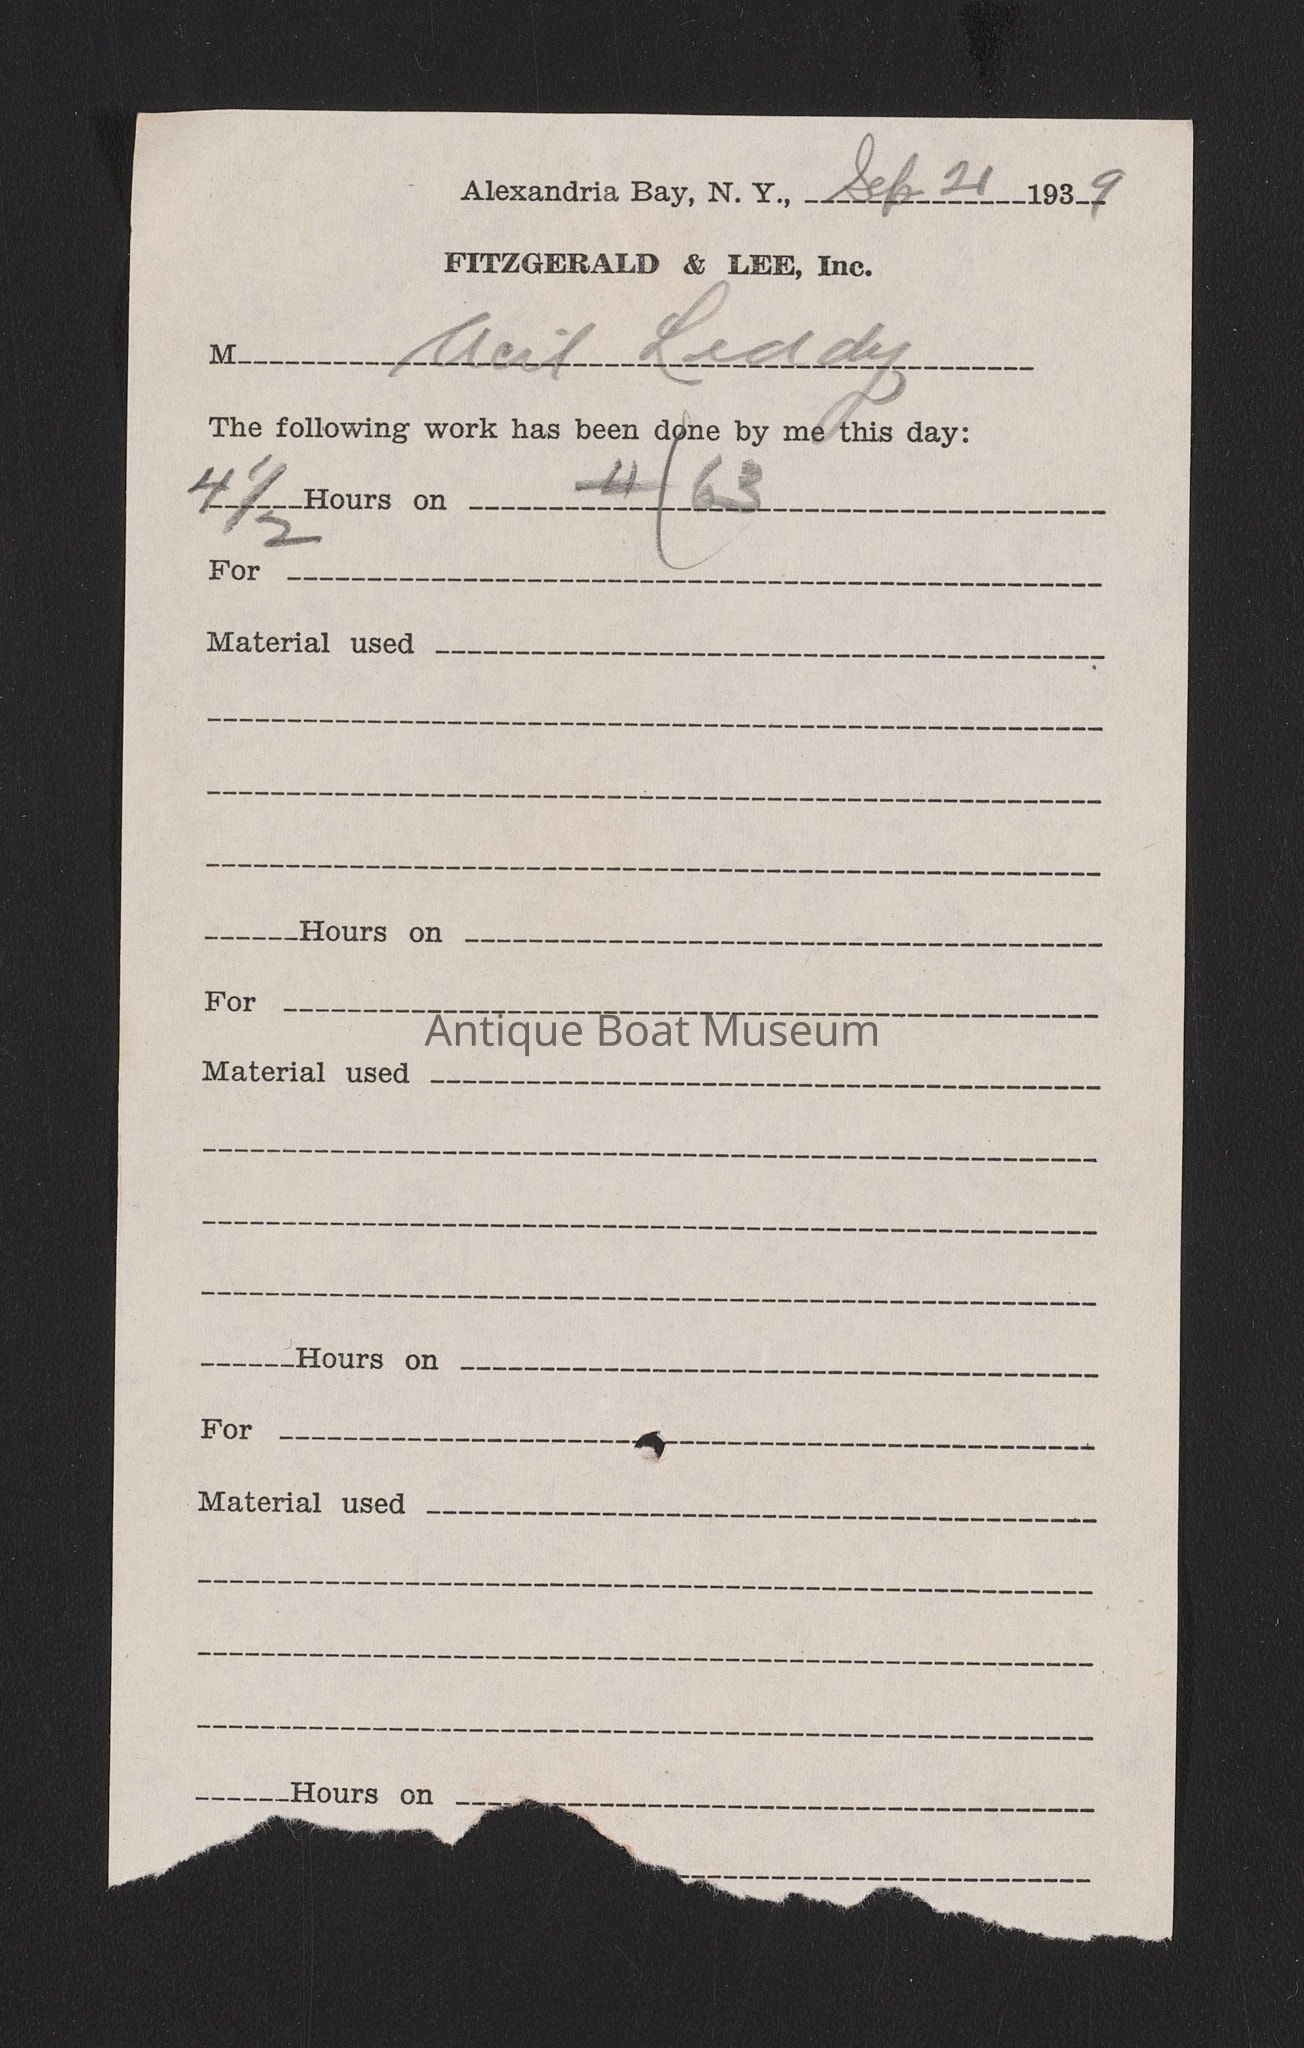 Alexandria Bay, N. Y., Sep 21 1939
FITZGERALD & LEE, Inc.
M Leddy
The following work has been done by me this day:
4 1/2 Hours on 11 ( 63
For
Material used
Hours on
For
Antique Boat Museum
Material used
Hours on
For
Material used
Hours on